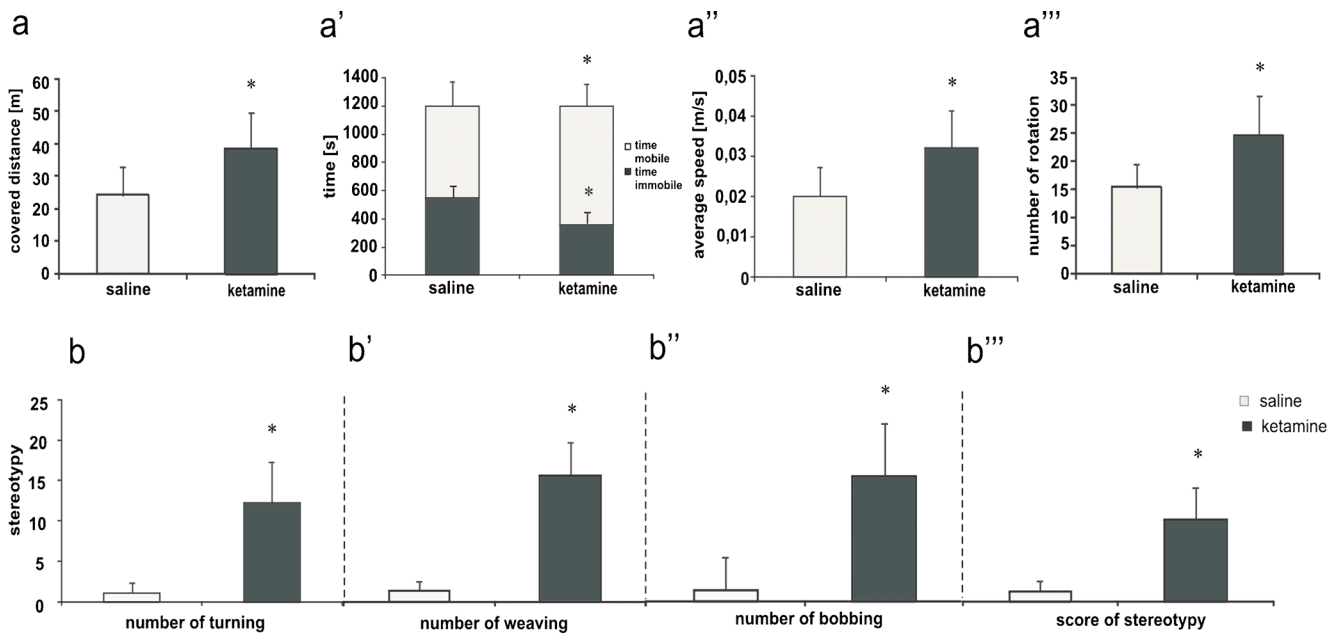 a
covered distance [m]
60
50
40
30
20
10
0
*
saline
ketamine
a’
time [s]
1400
1200
1000
800
600
400
200
0
*
*
time mobile
time immobile
saline
ketamine
a’’
average speed [m/s]
0,05
0,04
0,03
0,02
0,01
0
*
saline
ketamine
a’’’
number of rotation
35
30
25
20
15
10
5
0
*
saline
ketamine
b
stereotypy
25
20
15
10
5
0
*
number of turning
b’
*
number of weaving
b’’
*
number of bobbing
b’’’
*
score of stereotypy
saline
ketamine